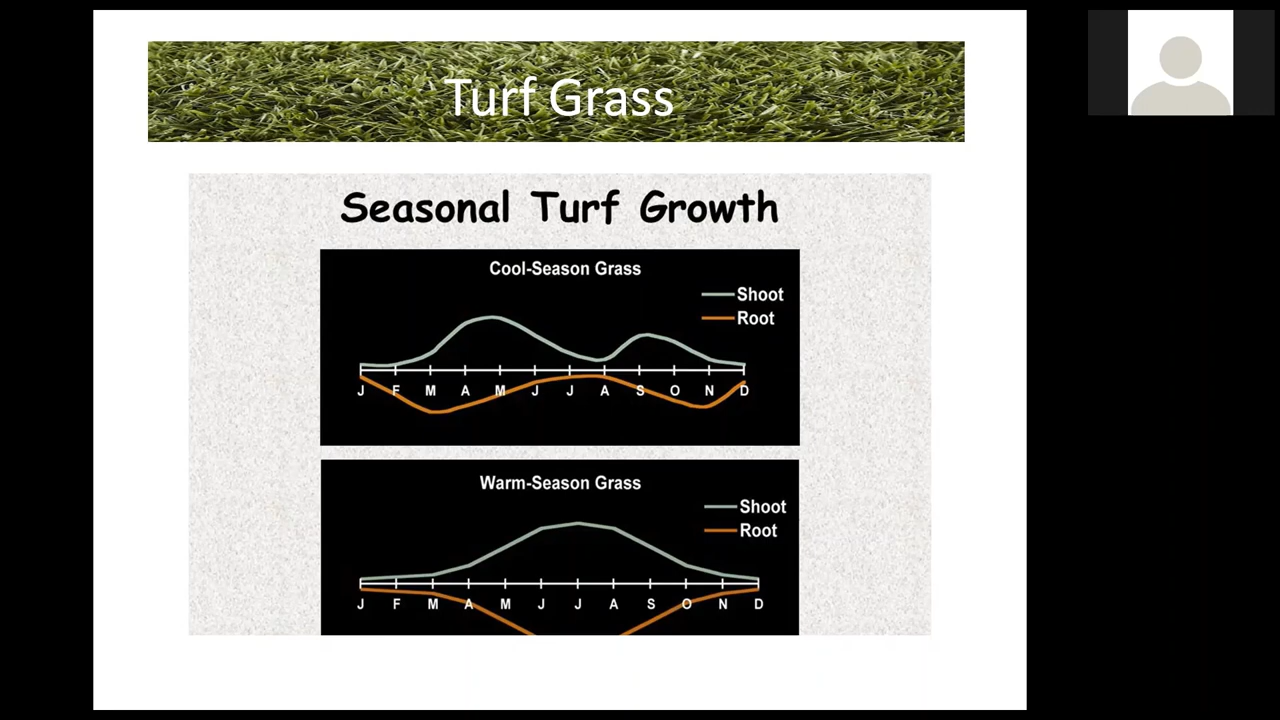 Turf Grass
Seasonal Turf Growth
Cool-Season Grass
Shoot
Root
J F M A M J J A S O N D
Warm-Season Grass
Shoot
Root
J F M A M J J A S O N D